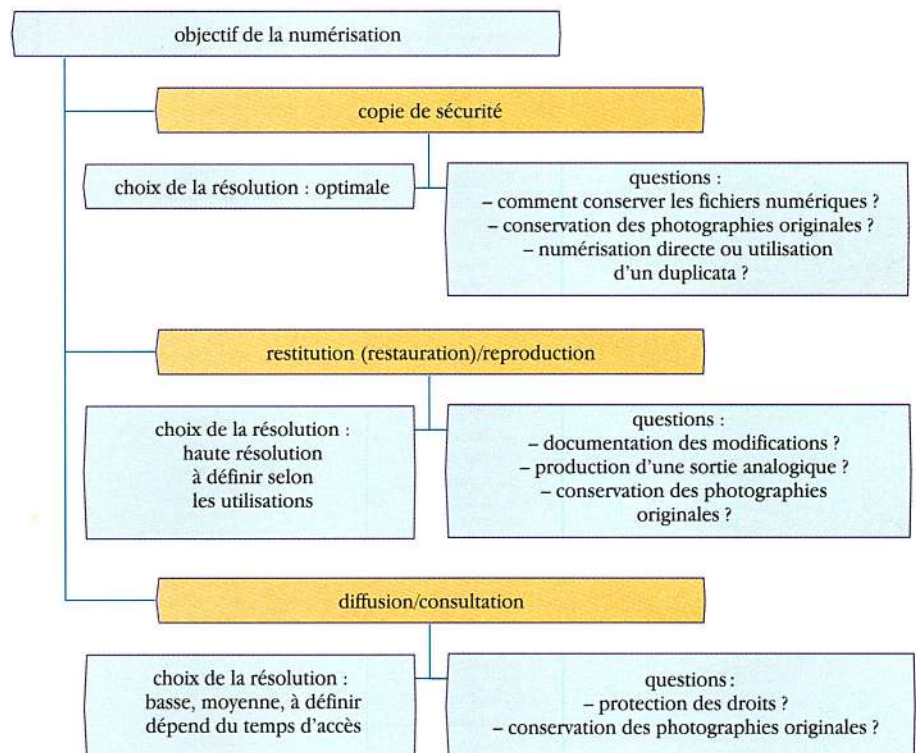 objectif de la numérisation
copie de sécurité
choix de la résolution : optimale
questions :
– comment conserver les fichiers numériques ?
– conservation des photographies originales ?
– numérisation directe ou utilisation
d’un duplicata ?
restitution (restauration)/reproduction
choix de la résolution :
haute résolution
à définir selon
les utilisations
questions :
– documentation des modifications ?
– production d’une sortie analogique ?
– conservation des photographies
originales ?
diffusion/consultation
choix de la résolution :
basse, moyenne, à définir
dépend du temps d’accès
questions :
– protection des droits ?
– conservation des photographies originales ?